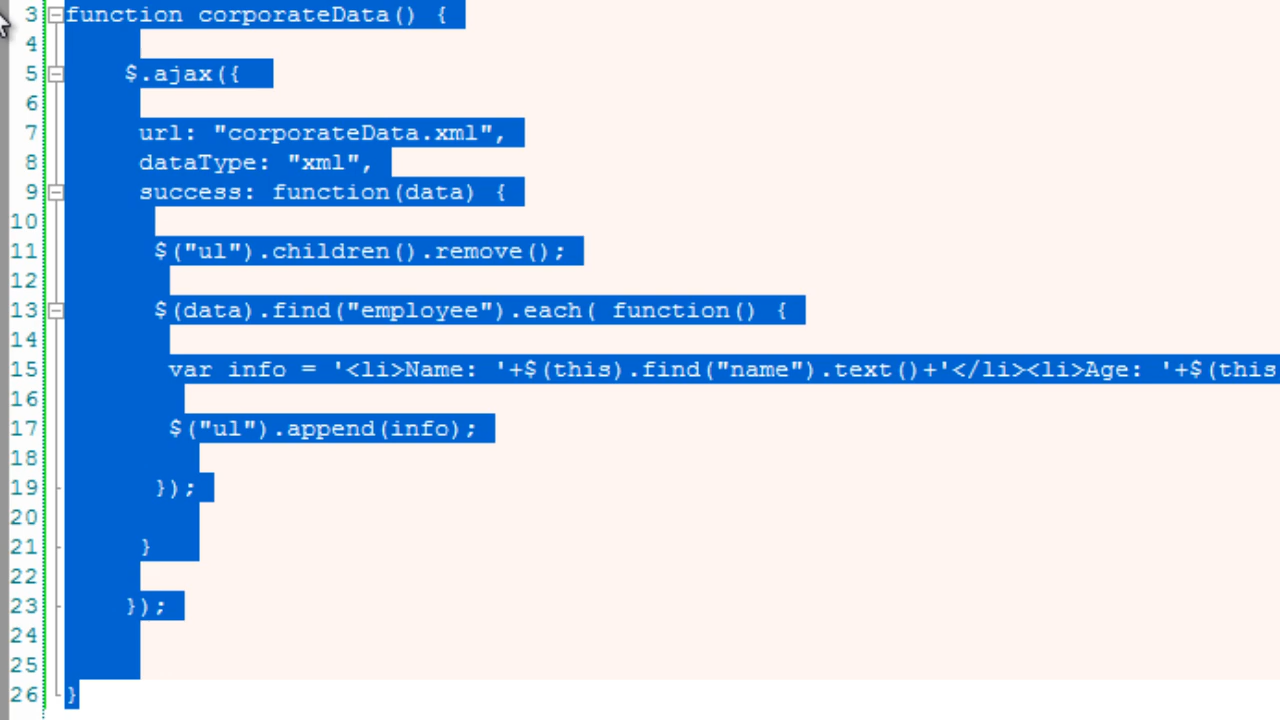 3 function corporateData() {
4
5 $.ajax({
6
7 url: "corporateData.xml",
8 dataType: "xml",
9 success: function(data) {
10
11 $("ul").children().remove();
12
13 $(data).find("employee").each( function() {
14
15 var info = '<li>Name: '+$(this).find("name").text()+'</li><li>Age: '+$(this
16
17 $("ul").append(info);
18
19 });
20
21 }
22
23 });
24
25
26 }